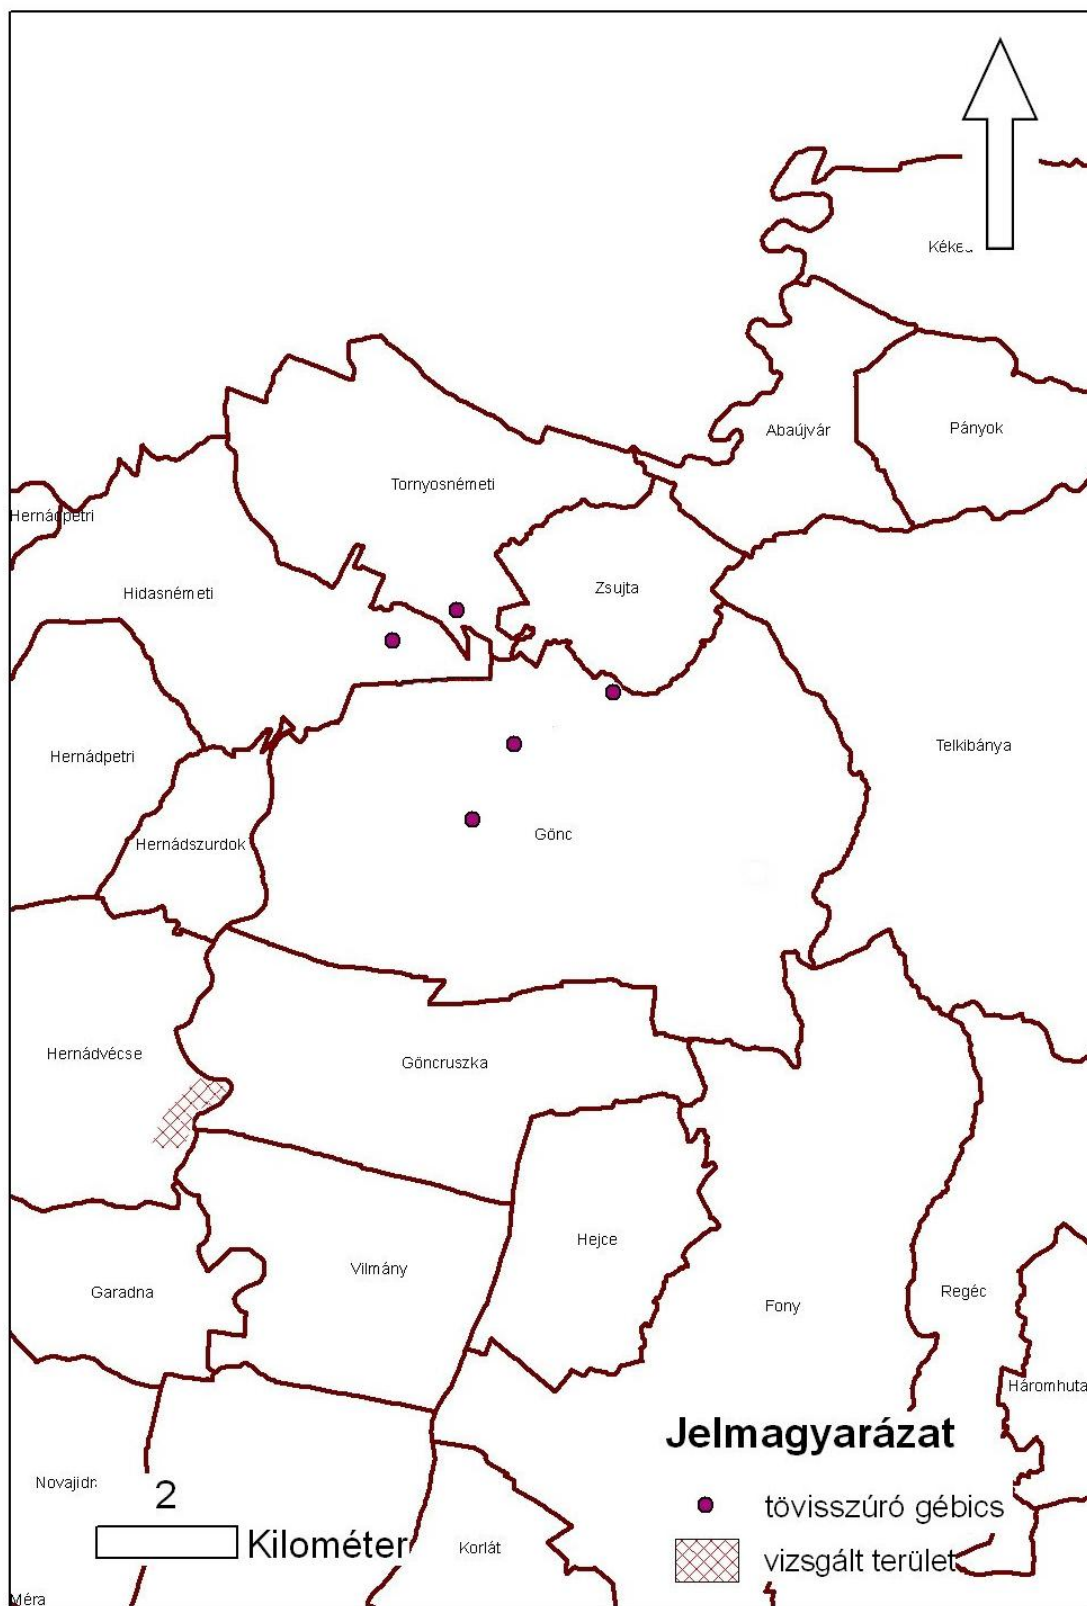 Kéked
Abaújvár
Pányok
Tornyosnémeti
Hernádpetri
Zsujta
Hidasnémeti
Telkibánya
Hernádpetri
Gönc
Hernádszurdok
Hernádvécse
Göncruszka
Hejce
Vilmány
Garadna
Regéc
Fony
Háromhuta
Jelmagyarázat
Novajidr
2
tövisszúró gébics
Kilométer
Korlát
vizsgált terület
Méra